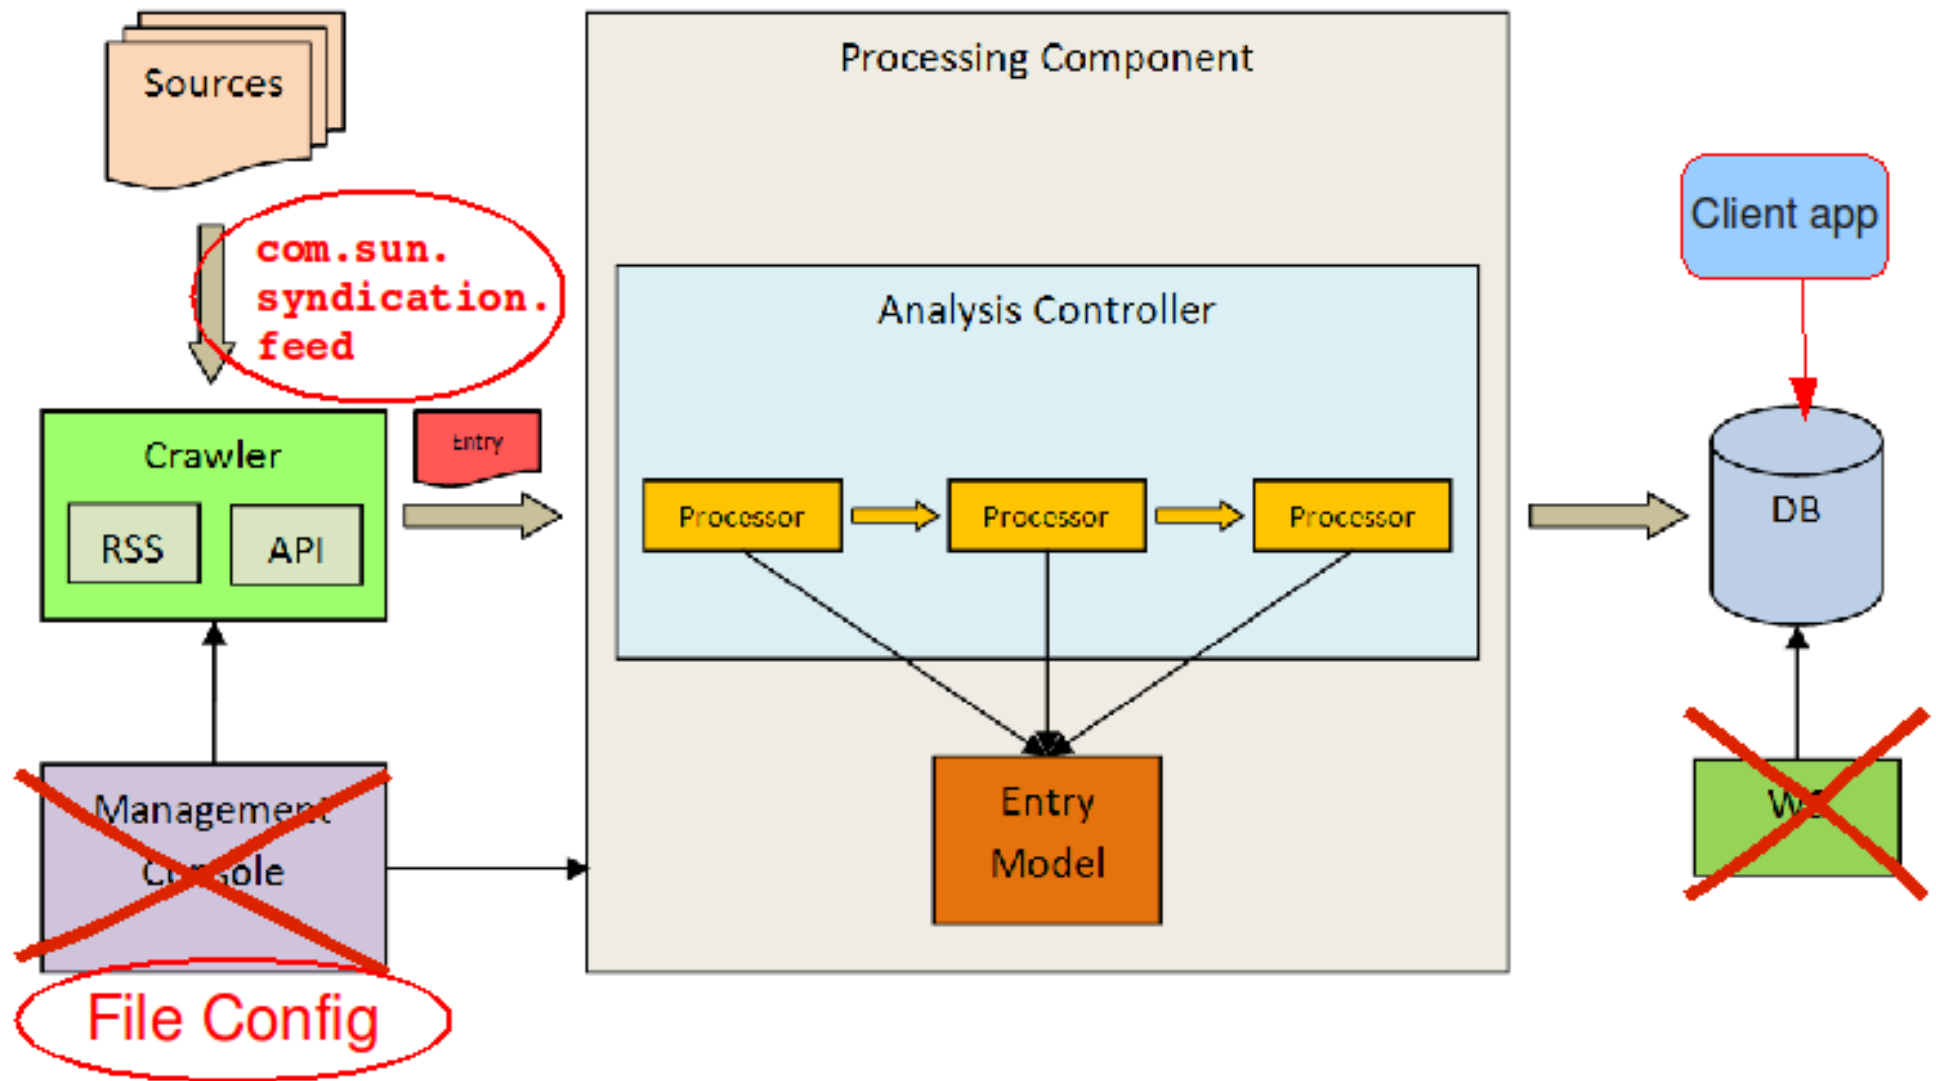 Sources
Processing Component
com.sun.
syndication.
feed
Client app
Analysis Controller
Crawler
Entry
RSS
API
Processor
Processor
Processor
DB
Management
Console
Entry
Model
File Config